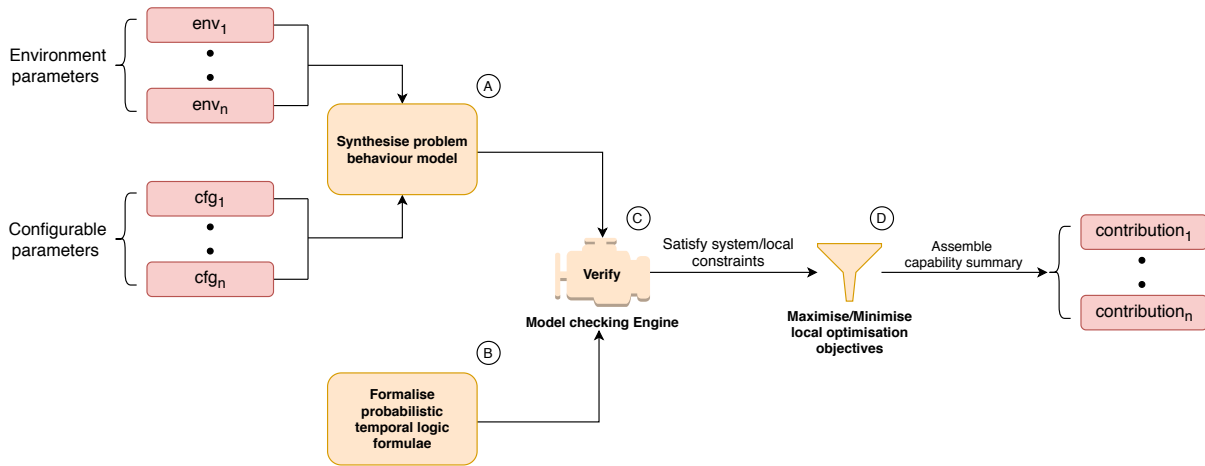 Environment
parameters
env1
envn
A
Synthesise problem
behaviour model
Configurable
parameters
cfg1
cfgn
C
Verify
Model checking Engine
B
Formalise
probabilistic
temporal logic
formulae
Satisfy system/local
constraints
D
Maximise/Minimise
local optimisation
objectives
Assemble
capability summary
contribution1
contributionn